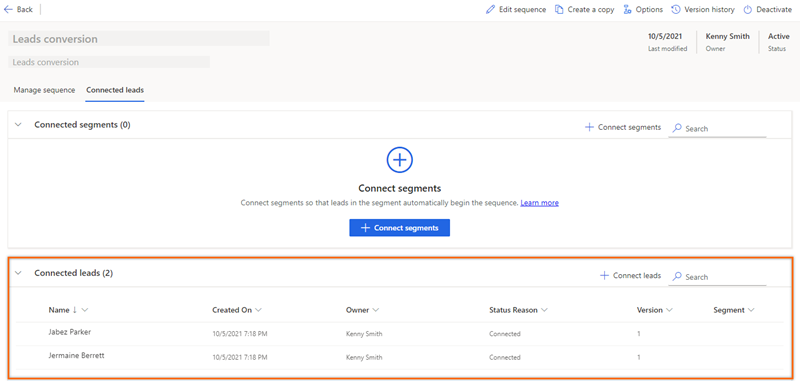 Back Edit sequence Create a copy Options Version history Deactivate
Leads conversion
10/5/2021 Kenny Smith Active
Last modified Owner Status
Leads conversion
Manage sequence Connected leads
Connected segments (0) Connect segments Search
Connect segments
Connect segments so that leads in the segment automatically begin the sequence. Learn more
Connect segments
Connected leads (2) Connect leads Search
Name Created On Owner Status Reason Version Segment
Jabez Parker 10/5/2021 7:18 PM Kenny Smith Connected 1
Jermaine Berrett 10/5/2021 7:18 PM Kenny Smith Connected 1